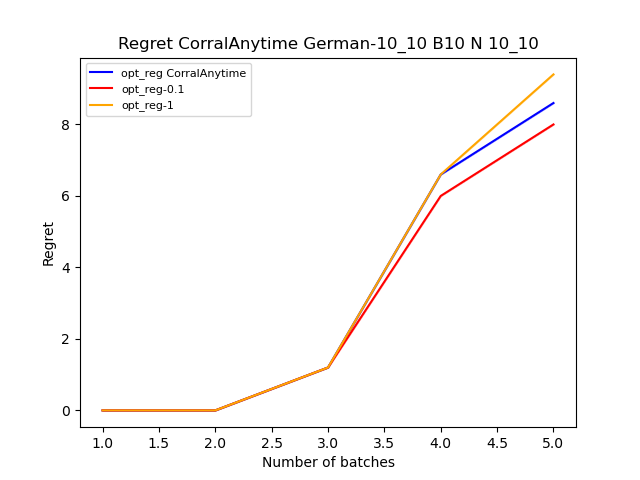 Regret CorralAnytime German-10_10 B10 N 10_10
opt_reg CorralAnytime
opt_reg-0.1
opt_reg-1
Regret
8
6
4
2
0
1.0 1.5 2.0 2.5 3.0 3.5 4.0 4.5 5.0
Number of batches